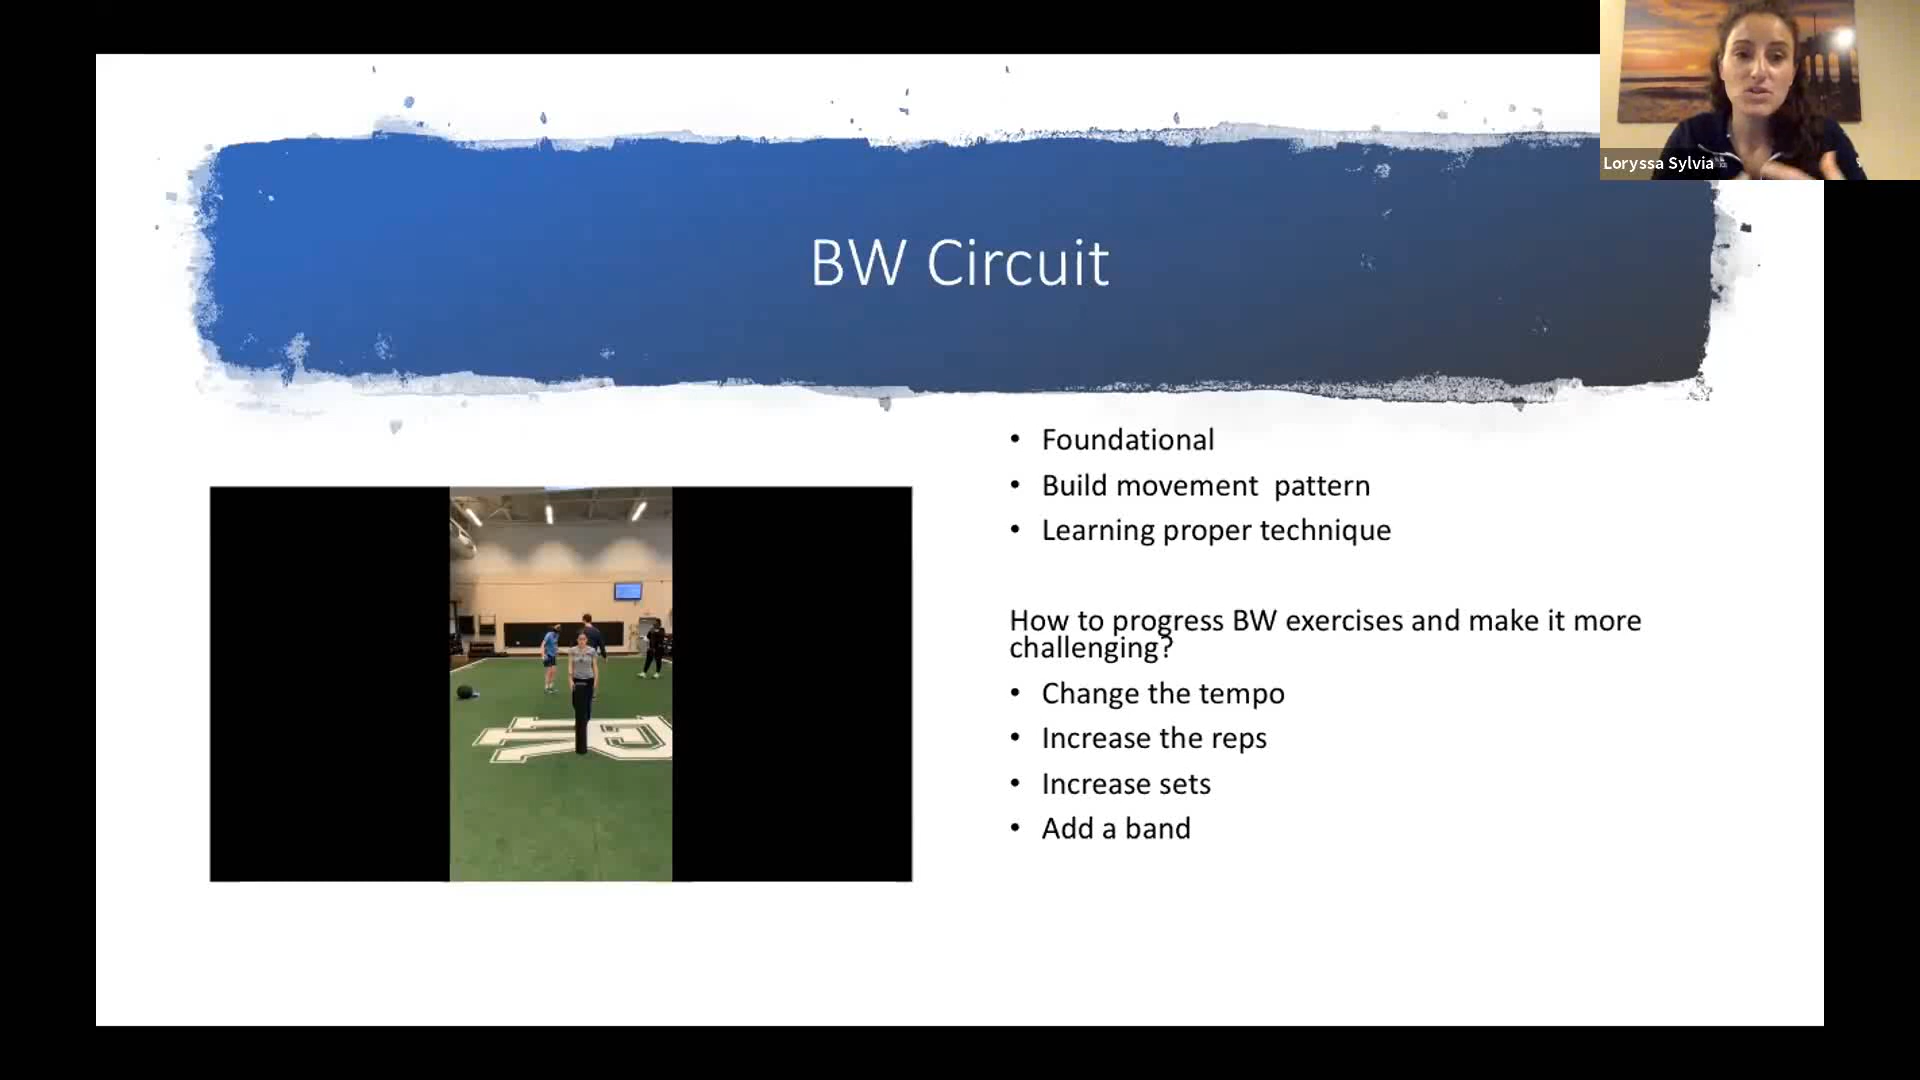 Loryssa Sylvia
BW Circuit
• Foundational
• Build movement pattern
• Learning proper technique
How to progress BW exercises and make it more
challenging?
• Change the tempo
• Increase the reps
• Increase sets
• Add a band